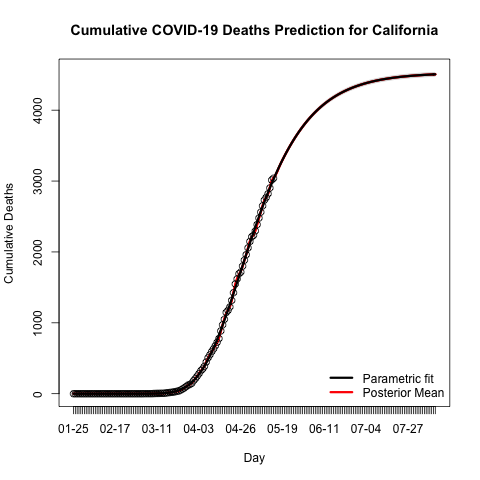 Cumulative COVID-19 Deaths Prediction for California
Cumulative Deaths
4000
3000
2000
1000
0
Parametric fit
Posterior Mean
01-25 02-17 03-11 04-03 04-26 05-19 06-11 07-04 07-27
Day